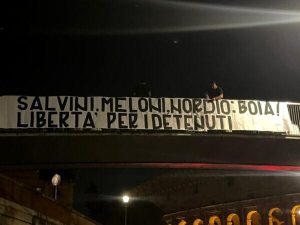 SALVINI, MELONI, NORDIO: BOIA!
LIBERTA' PER I DETENUTI